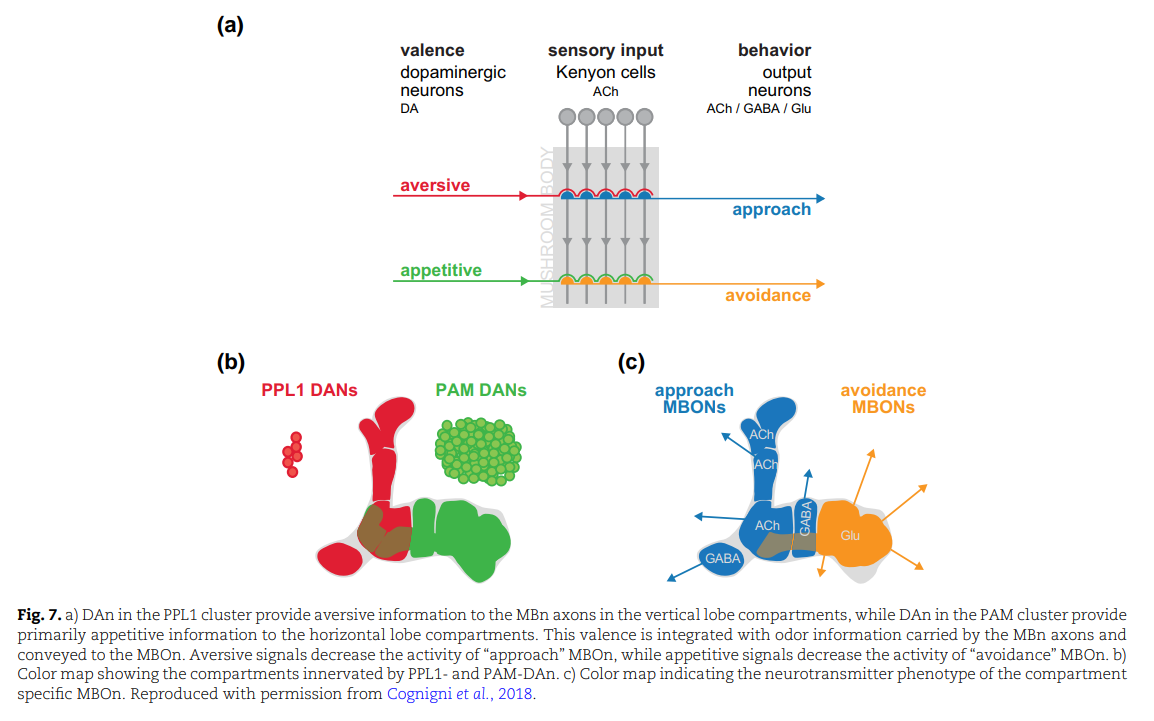 (a)
valence
dopaminergic
neurons
DA
sensory input
Kenyon cells
ACh
behavior
output
neurons
ACh / GABA / Glu
MUSHROOM BODY
aversive
approach
appetitive
avoidance
(b)
PPL1 DANs
PAM DANs
(c)
approach
MBONs
avoidance
MBONs
ACh
ACh
ACh
GABA
Glu
GABA
Fig. 7. a) DAn in the PPL1 cluster provide aversive information to the MBn axons in the vertical lobe compartments, while DAn in the PAM cluster provide
primarily appetitive information to the horizontal lobe compartments. This valence is integrated with odor information carried by the MBn axons and
conveyed to the MBOn. Aversive signals decrease the activity of “approach” MBOn, while appetitive signals decrease the activity of “avoidance” MBOn. b)
Color map showing the compartments innervated by PPL1- and PAM-DAn. c) Color map indicating the neurotransmitter phenotype of the compartment
specific MBOn. Reproduced with permission from Cognigni et al., 2018.